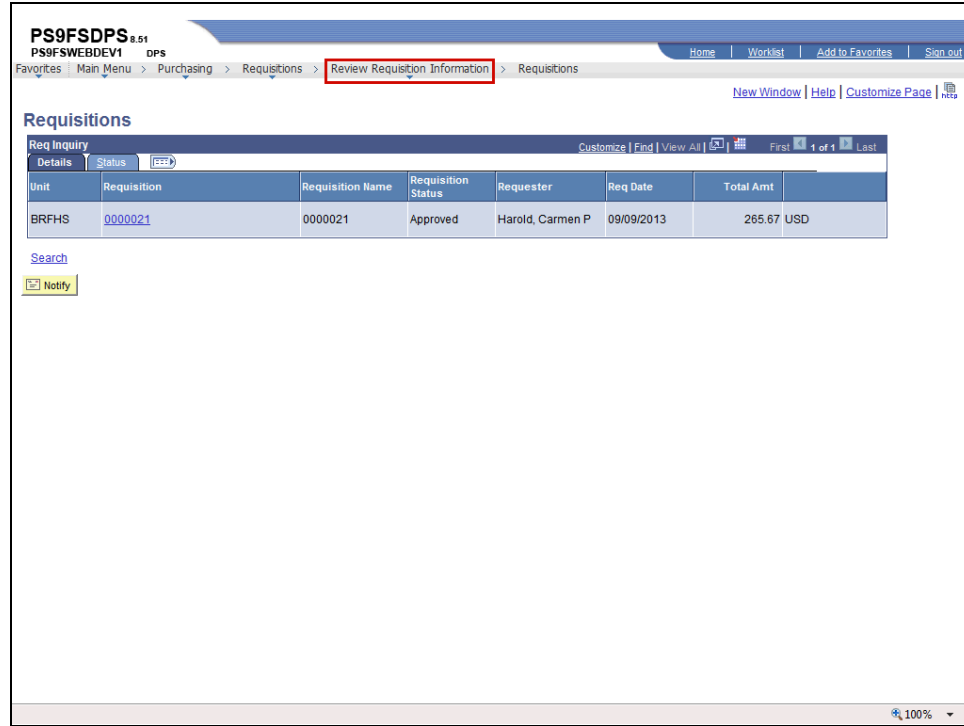 PS9FSDPS 8.51
PS9FSWEBDEV1 DPS
Home | Worklist | Add to Favorites | Sign out
Favorites Main Menu > Purchasing > Requisitions > Review Requisition Information > Requisitions
New Window | Help | Customize Page | http
Requisitions
Req Inquiry Customize | Find | View All | First 1 of 1 Last
Details Status
Unit Requisition Requisition Name Requisition Status Requester Req Date Total Amt
BRFHS 0000021 0000021 Approved Harold, Carmen P 09/09/2013 265.67 USD
Search
Notify
100%